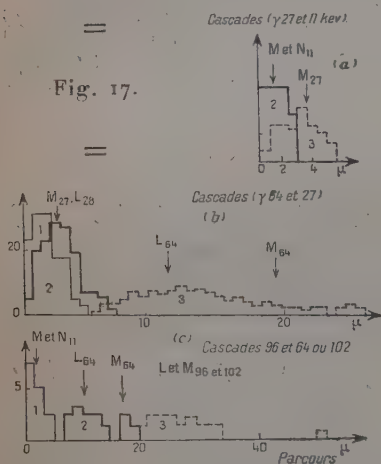 Cascades (γ 27 et 11 kev)
Fig. 17.
M et N₁₁
(a)
M₂₇
2
3
0 2 4 μ
M₂₇.L₂₈
Cascades (γ 64 et 27)
(b)
20
1
2
L₆₄
M₆₄
3
0
10 20 μ
(c)
Cascades 96 et 64 ou 102
M et N₁₁
L₆₄
M₆₄
L et M₉₆ et 102
5
1
2
3
0 20 40 μ
Parcours